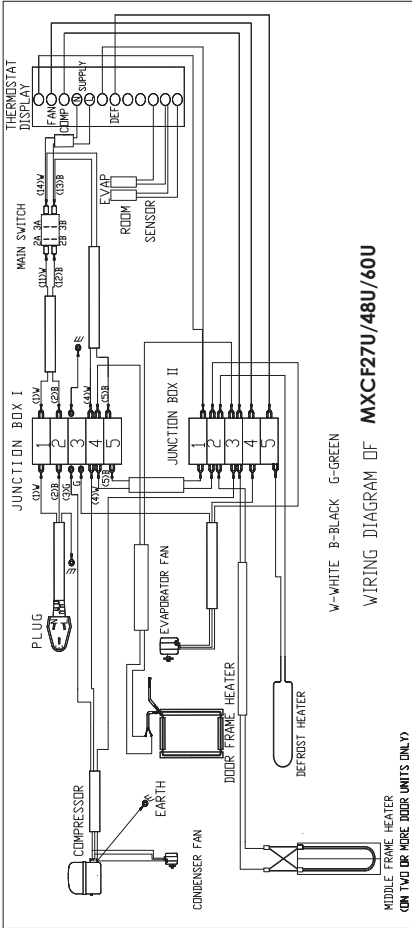 THERMOSTAT
DISPLAY
FAN
COMP
N SUPPLY
L
DEF
MAIN SWITCH
2A 3A
2B 3B
(14)W
(13)B
(11)W
(12)B
EVAP
ROOM
SENSOR
JUNCTION BOX I
(1)W
(2)B
E
(4)W
(5)B
1
2
3
4
5
(1)W
(2)B
(3)G
G
(4)W
(5)B
E
PLUG
N
JUNCTION BOX II
1
2
3
4
5
EVAPORATOR FAN
DOOR FRAME HEATER
DEFROST HEATER
COMPRESSOR
E
EARTH
CONDENSER FAN
MIDDLE FRAME HEATER
(ON TWO OR MORE DOOR UNITS ONLY)
W-WHITE B-BLACK G-GREEN
WIRING DIAGRAM OF MXCF27U/48U/60U